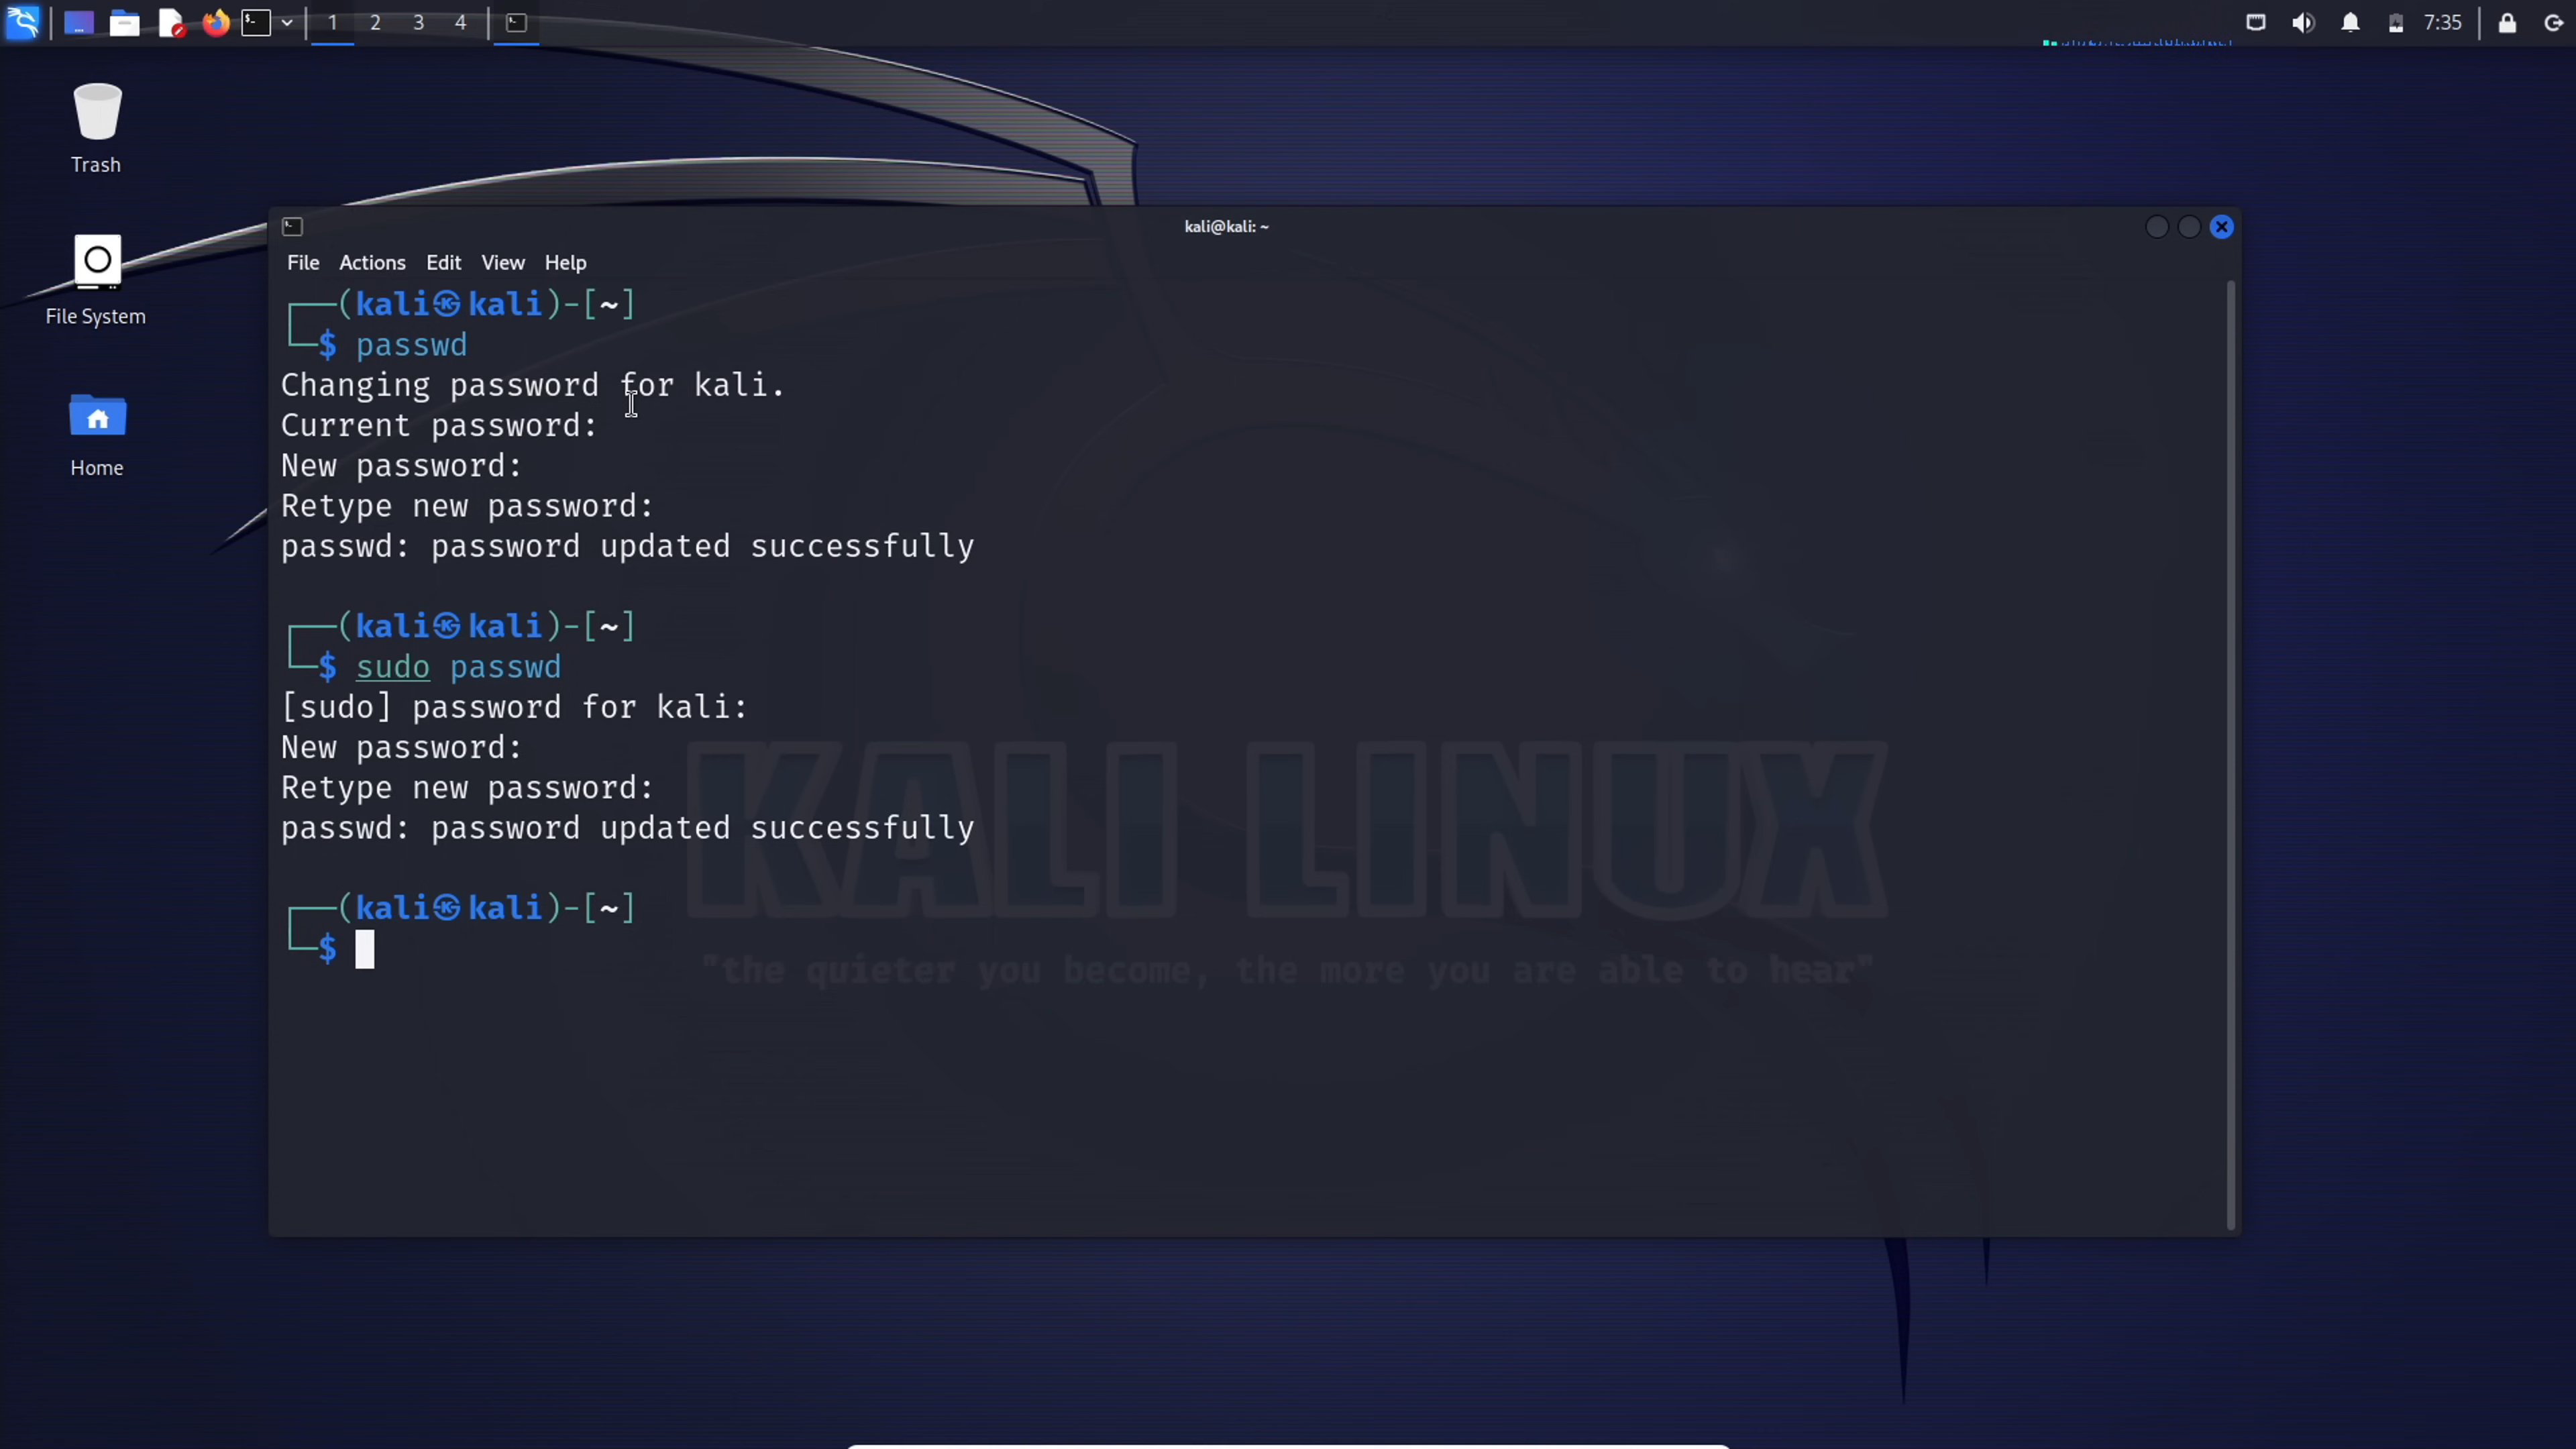 1 2 3 4
7:35
Trash
File System
Home
kali@kali: ~
File Actions Edit View Help
┌──(kali㉿kali)-[~]
└─$ passwd
Changing password for kali.
Current password:
New password:
Retype new password:
passwd: password updated successfully
┌──(kali㉿kali)-[~]
└─$ sudo passwd
[sudo] password for kali:
New password:
Retype new password:
passwd: password updated successfully
┌──(kali㉿kali)-[~]
└─$
KALI LINUX
"the quieter you become, the more you are able to hear"